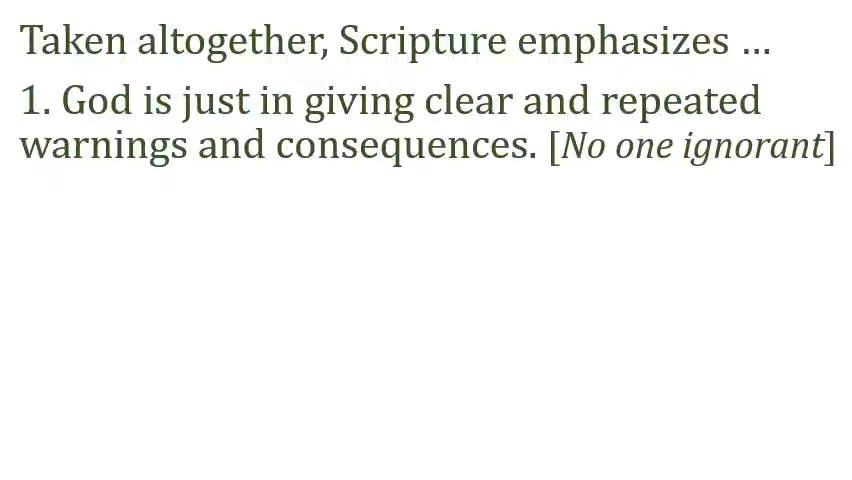 Taken altogether, Scripture emphasizes …
1. God is just in giving clear and repeated
warnings and consequences. [No one ignorant]